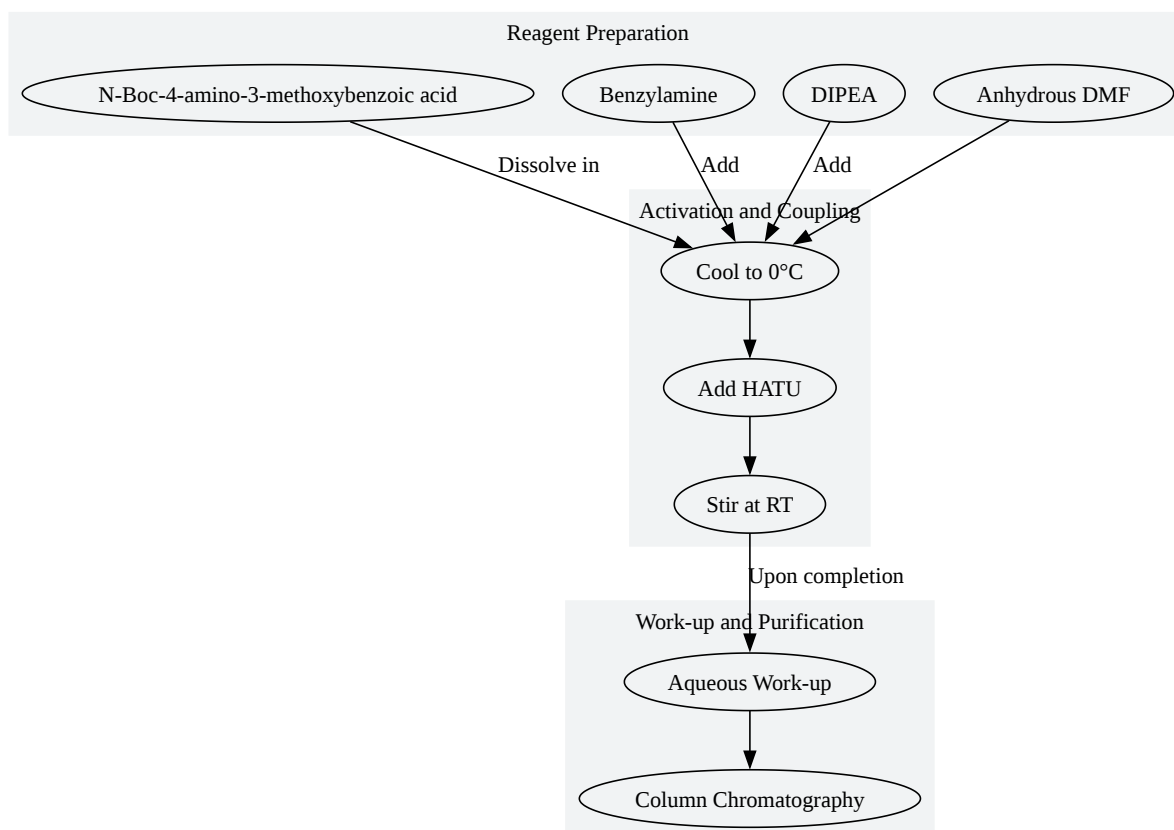 Reagent Preparation
N-Boc-4-amino-3-methoxybenzoic acid
Benzylamine
DIPEA
Anhydrous DMF
Dissolve in
Add
Add
Activation and Coupling
Cool to 0°C
Add HATU
Stir at RT
Upon completion
Work-up and Purification
Aqueous Work-up
Column Chromatography